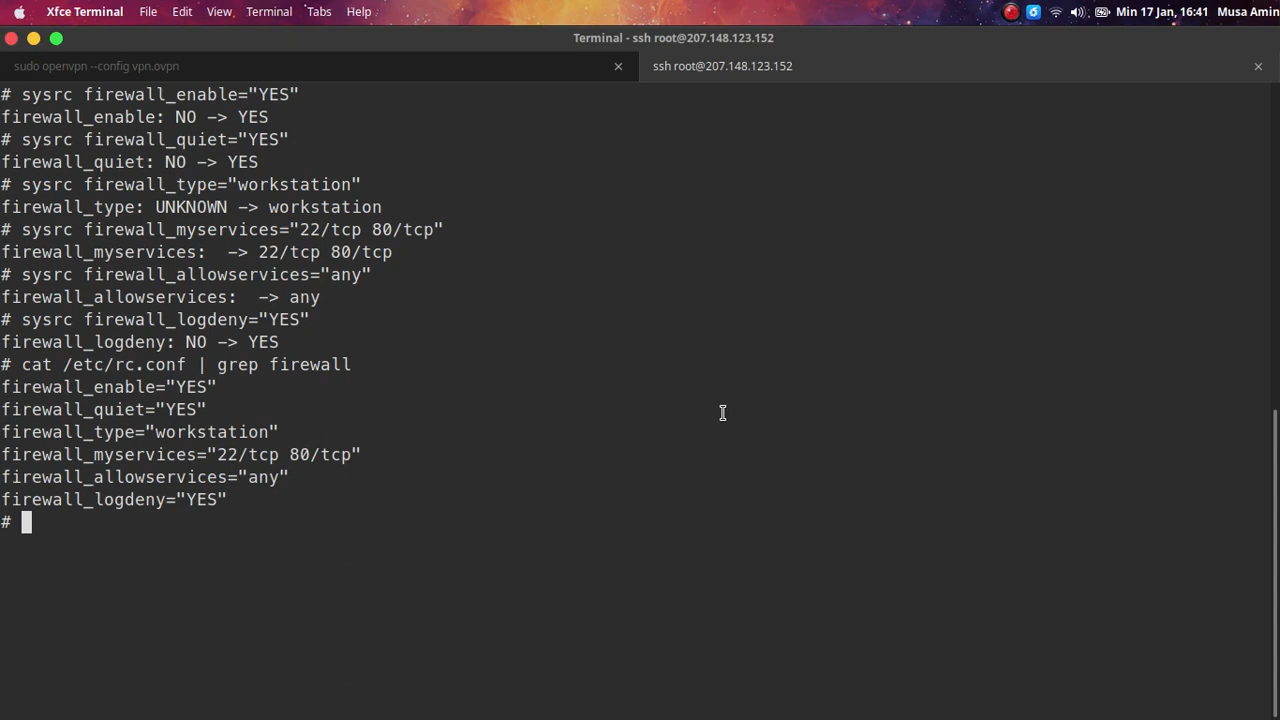 Xfce Terminal File Edit View Terminal Tabs Help Min 17 Jan, 16:41 Musa Amin
Terminal - ssh root@207.148.123.152
sudo openvpn --config vpn.ovpn ssh root@207.148.123.152
# sysrc firewall_enable="YES"
firewall_enable: NO -> YES
# sysrc firewall_quiet="YES"
firewall_quiet: NO -> YES
# sysrc firewall_type="workstation"
firewall_type: UNKNOWN -> workstation
# sysrc firewall_myservices="22/tcp 80/tcp"
firewall_myservices:  -> 22/tcp 80/tcp
# sysrc firewall_allowservices="any"
firewall_allowservices:  -> any
# sysrc firewall_logdeny="YES"
firewall_logdeny: NO -> YES
# cat /etc/rc.conf | grep firewall
firewall_enable="YES"
firewall_quiet="YES"
firewall_type="workstation"
firewall_myservices="22/tcp 80/tcp"
firewall_allowservices="any"
firewall_logdeny="YES"
#